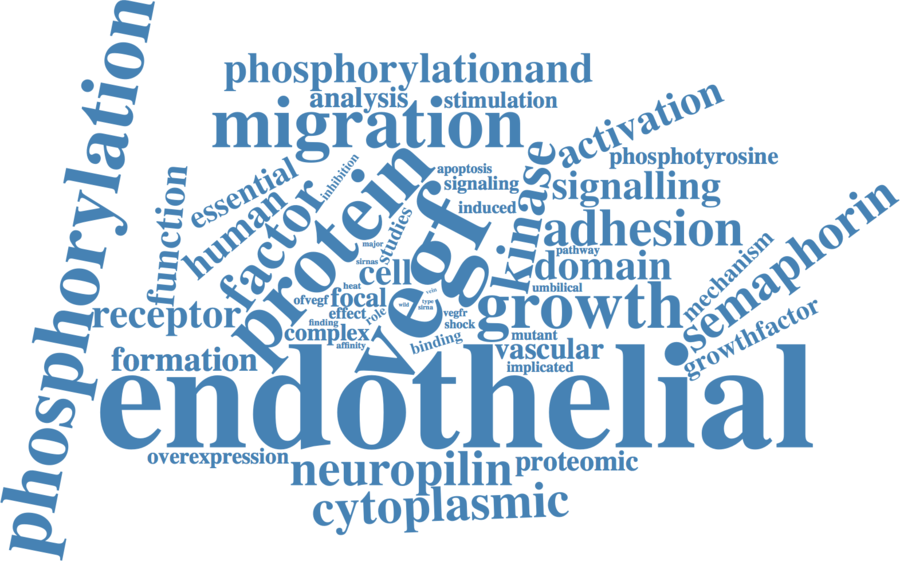 phosphorylation
phosphorylationand
analysis
stimulation
migration
activation
phosphotyrosine
essential
inhibition
function
human
factor
protein
apoptosis
signaling
induced
kinase
signalling
studies
major
vegf
adhesion
semaphorin
pathway
mechanism
sirnas
cell
domain
heat
umbilical
vein
ofvegf
focal
wild
type
sirna
growth
receptor
effect
role
vegfr
shock
growthfactor
finding
complex
affinity
binding
mutant
vascular
implicated
formation
endothelial
overexpression
neuropilin
proteomic
cytoplasmic